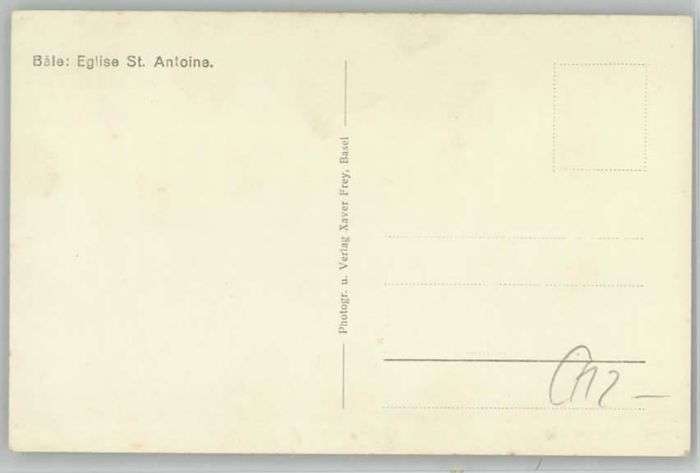 Bâle: Eglise St. Antoine.
Photogr. u. Verlag Xaver Frey, Basel